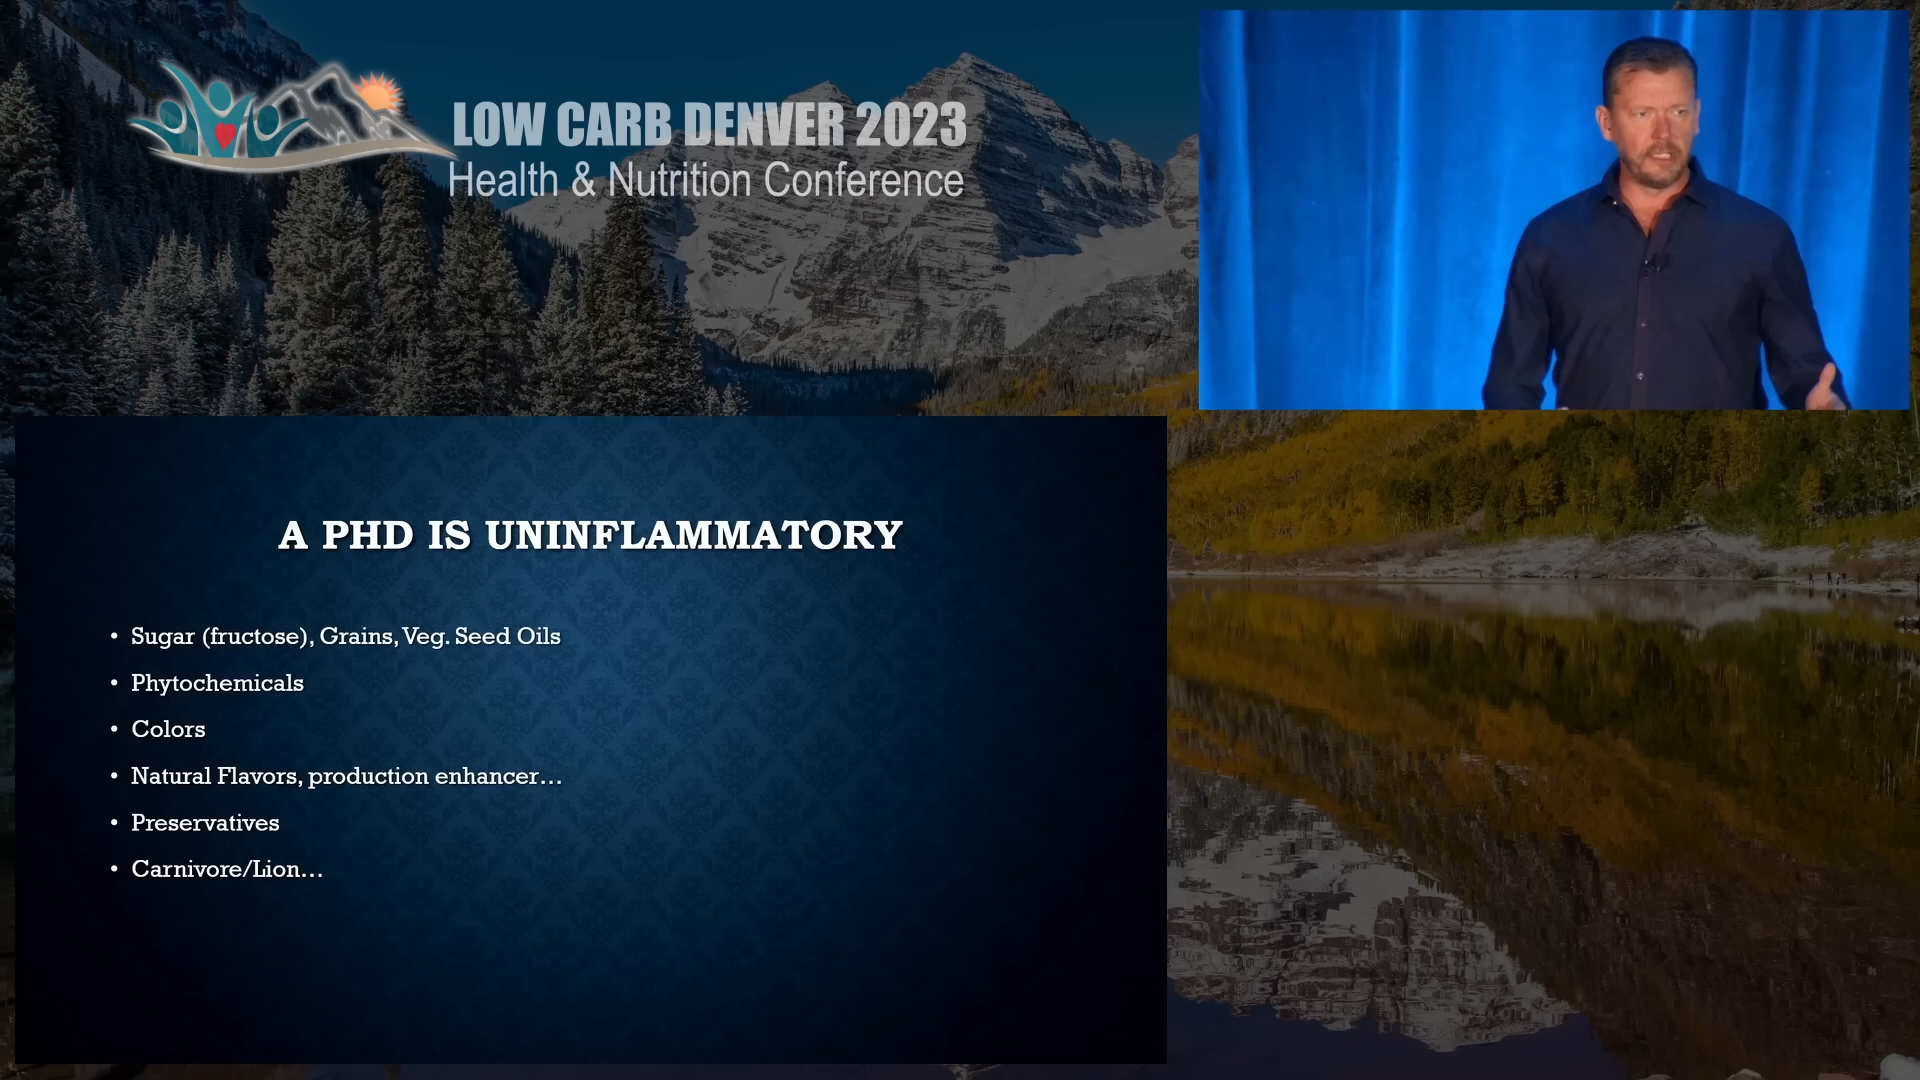 LOW CARB DENVER 2023
Health & Nutrition Conference
A PHD IS UNINFLAMMATORY
• Sugar (fructose), Grains, Veg. Seed Oils
• Phytochemicals
• Colors
• Natural Flavors, production enhancer…
• Preservatives
• Carnivore/Lion…